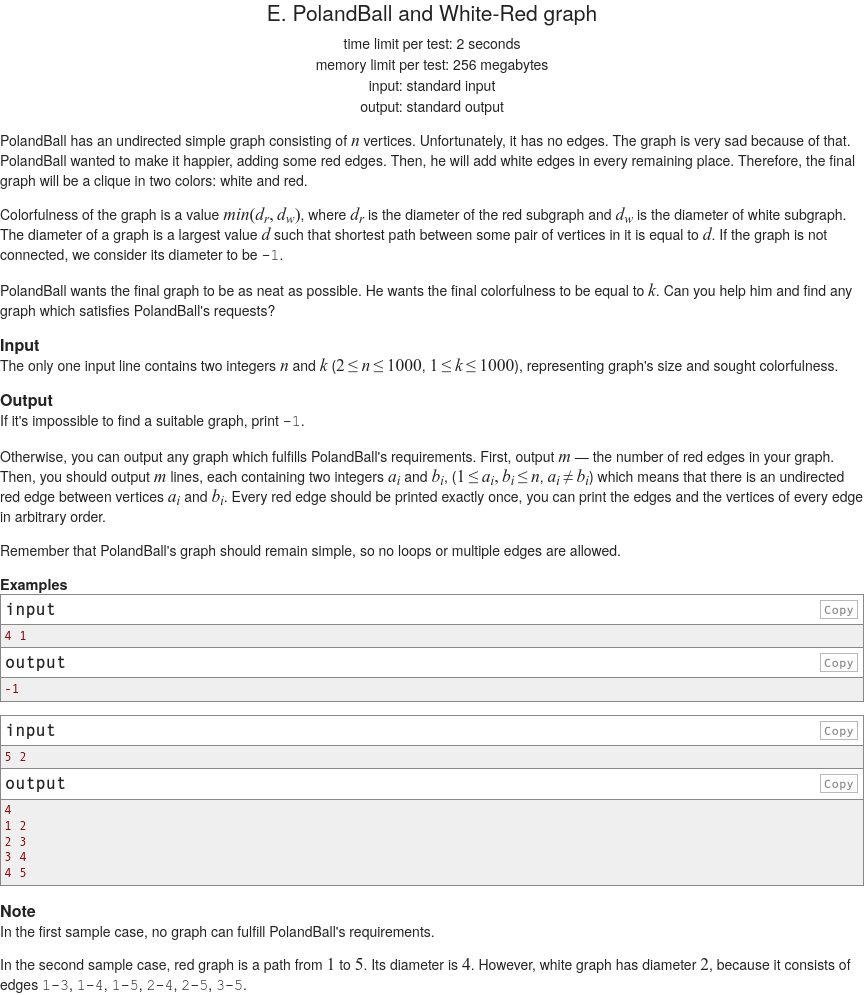 E. PolandBall and White-Red graph
time limit per test: 2 seconds
memory limit per test: 256 megabytes
input: standard input
output: standard output
PolandBall has an undirected simple graph consisting of n vertices. Unfortunately, it has no edges. The graph is very sad because of that.
PolandBall wanted to make it happier, adding some red edges. Then, he will add white edges in every remaining place. Therefore, the final
graph will be a clique in two colors: white and red.
Colorfulness of the graph is a value min(d_r, d_w), where d_r is the diameter of the red subgraph and d_w is the diameter of white subgraph.
The diameter of a graph is a largest value d such that shortest path between some pair of vertices in it is equal to d. If the graph is not
connected, we consider its diameter to be -1.
PolandBall wants the final graph to be as neat as possible. He wants the final colorfulness to be equal to k. Can you help him and find any
graph which satisfies PolandBall's requests?
Input
The only one input line contains two integers n and k (2 ≤ n ≤ 1000, 1 ≤ k ≤ 1000), representing graph's size and sought colorfulness.
Output
If it's impossible to find a suitable graph, print -1.
Otherwise, you can output any graph which fulfills PolandBall's requirements. First, output m — the number of red edges in your graph.
Then, you should output m lines, each containing two integers a_i and b_i, (1 ≤ a_i, b_i ≤ n, a_i ≠ b_i) which means that there is an undirected
red edge between vertices a_i and b_i. Every red edge should be printed exactly once, you can print the edges and the vertices of every edge
in arbitrary order.
Remember that PolandBall's graph should remain simple, so no loops or multiple edges are allowed.
Examples
input Copy
4 1
output Copy
-1
input Copy
5 2
output Copy
4
1 2
2 3
3 4
4 5
Note
In the first sample case, no graph can fulfill PolandBall's requirements.
In the second sample case, red graph is a path from 1 to 5. Its diameter is 4. However, white graph has diameter 2, because it consists of
edges 1-3, 1-4, 1-5, 2-4, 2-5, 3-5.